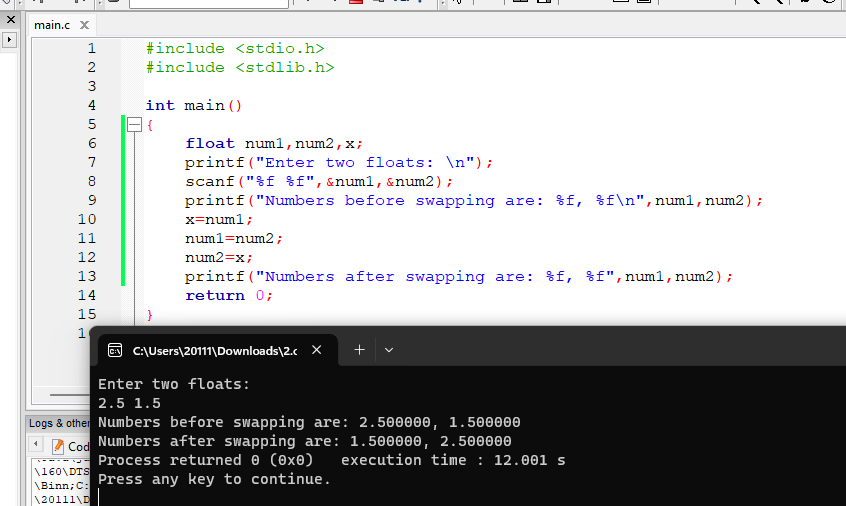 main.c X
1 #include <stdio.h>
2 #include <stdlib.h>
3
4 int main()
5 {
6 float num1,num2,x;
7 printf("Enter two floats: \n");
8 scanf("%f %f",&num1,&num2);
9 printf("Numbers before swapping are: %f, %f\n",num1,num2);
10 x=num1;
11 num1=num2;
12 num2=x;
13 printf("Numbers after swapping are: %f, %f",num1,num2);
14 return 0;
15 }
C:\Users\20111\Downloads\2.c
Enter two floats:
2.5 1.5
Numbers before swapping are: 2.500000, 1.500000
Numbers after swapping are: 1.500000, 2.500000
Process returned 0 (0x0)   execution time : 12.001 s
Press any key to continue.
Logs & other
Cod
\160\DTS
\Binn;C:
\20111\D